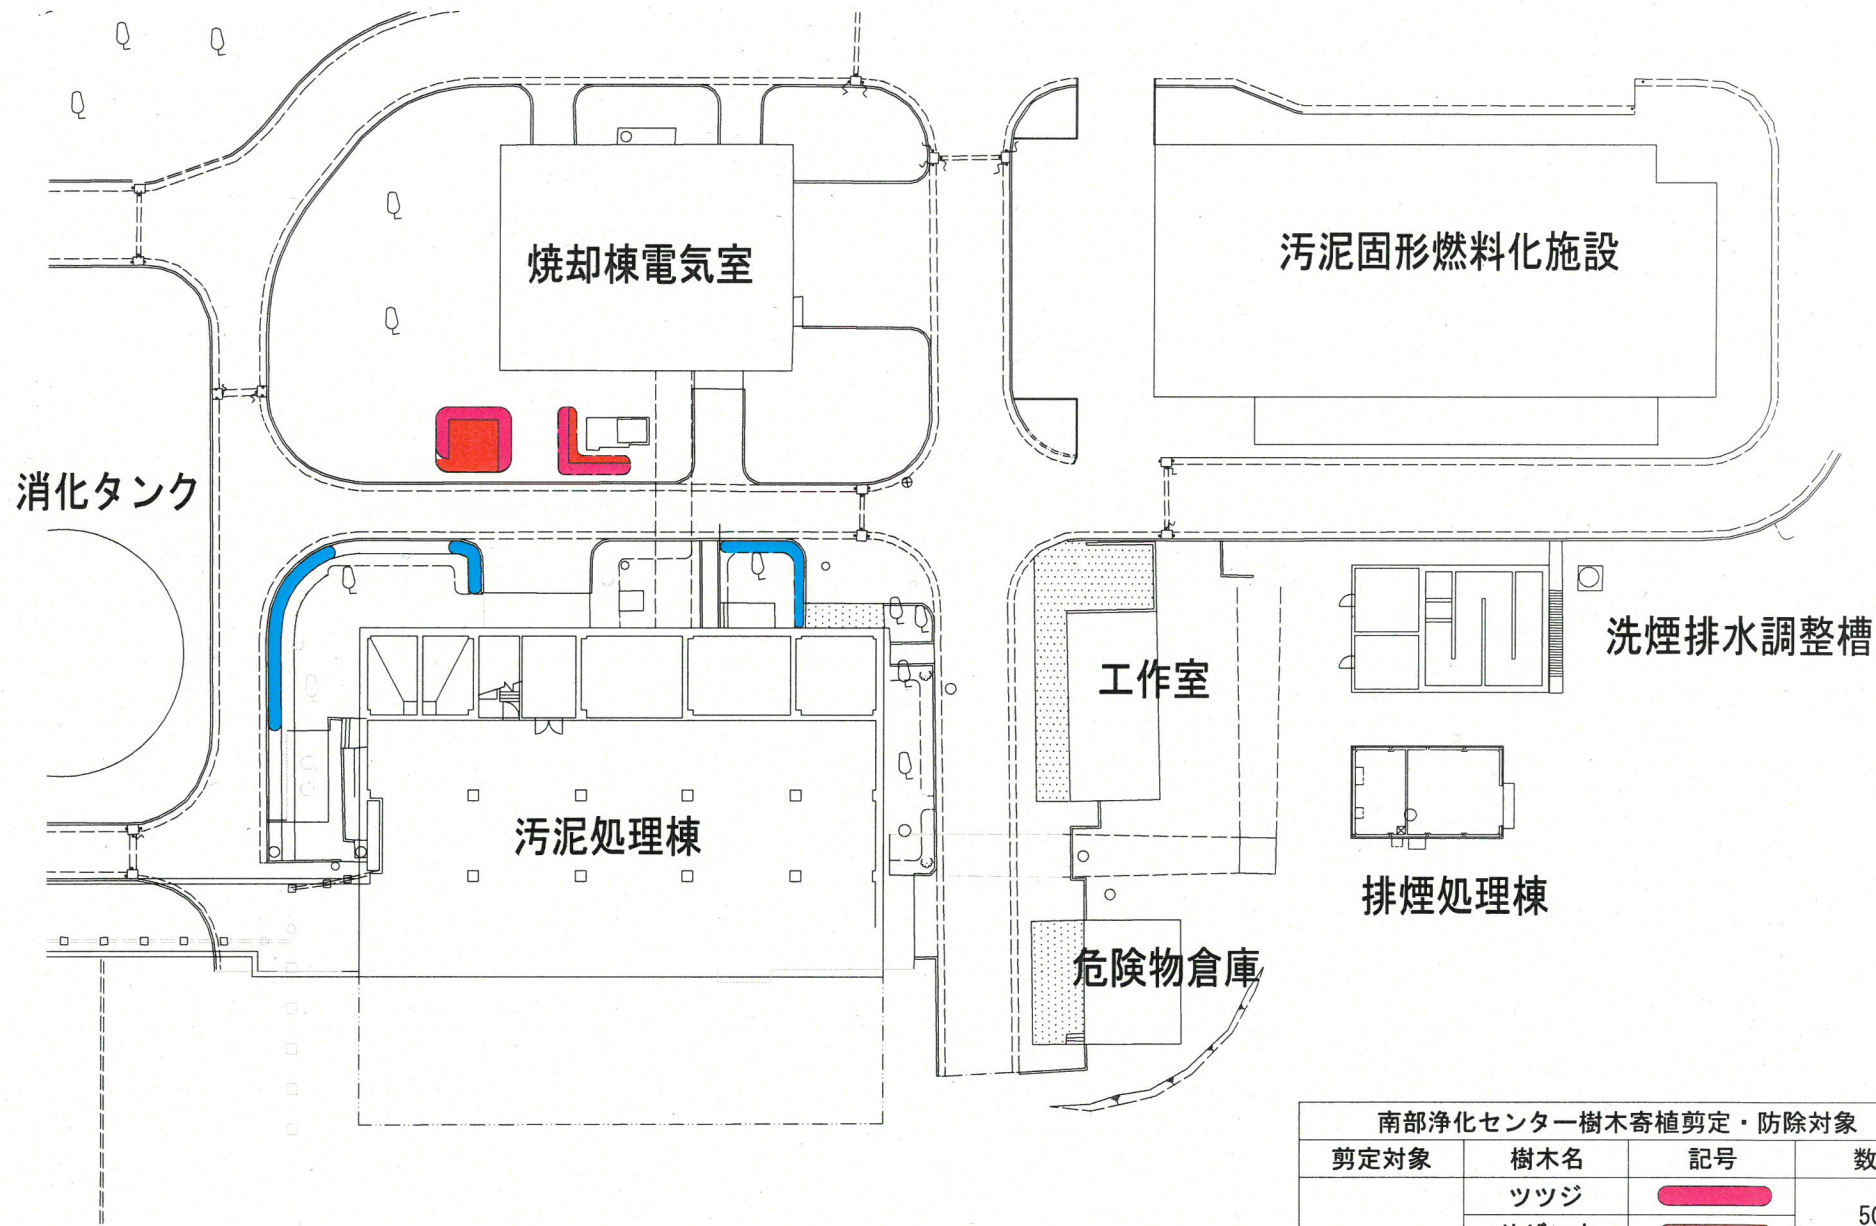 焼却棟電気室
汚泥固形燃料化施設
消化タンク
洗煙排水調整槽
工作室
汚泥処理棟
排煙処理棟
危険物倉庫
南部浄化センター樹木寄植剪定・防除対象
剪定対象 樹木名 記号 数
ツツジ
50